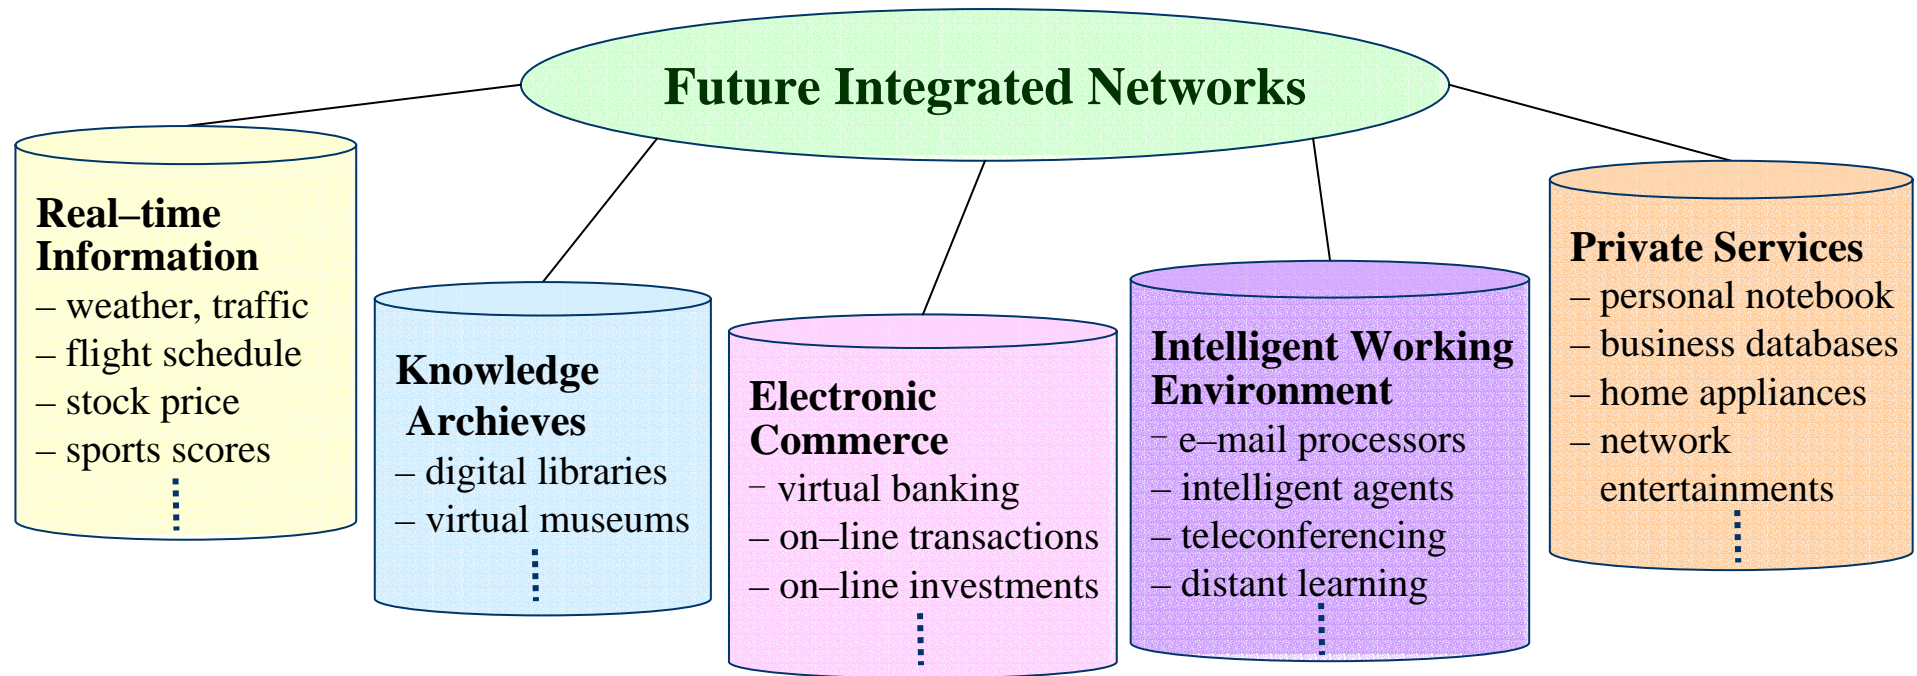 Future Integrated Networks
Real–time
Information
– weather, traffic
– flight schedule
– stock price
– sports scores
Knowledge
Archieves
– digital libraries
– virtual museums
Electronic
Commerce
– virtual banking
– on–line transactions
– on–line investments
Intelligent Working
Environment
– e–mail processors
– intelligent agents
– teleconferencing
– distant learning
Private Services
– personal notebook
– business databases
– home appliances
– network
entertainments